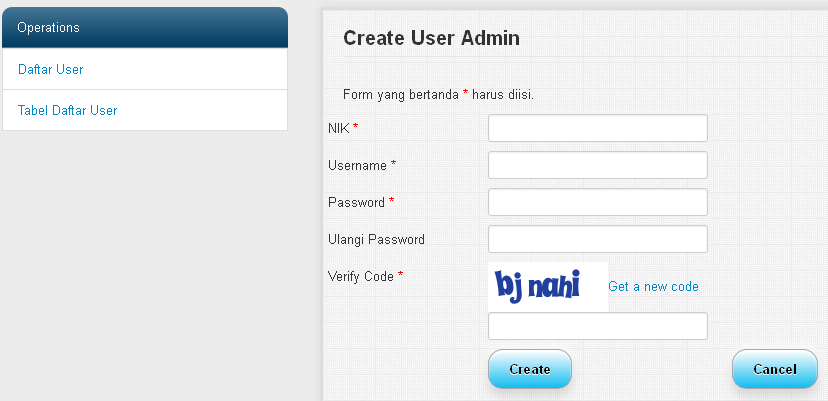 Operations
Daftar User
Tabel Daftar User
Create User Admin
Form yang bertanda * harus diisi.
NIK *
Username *
Password *
Ulangi Password
Verify Code *
bj nahi
Get a new code
Create
Cancel